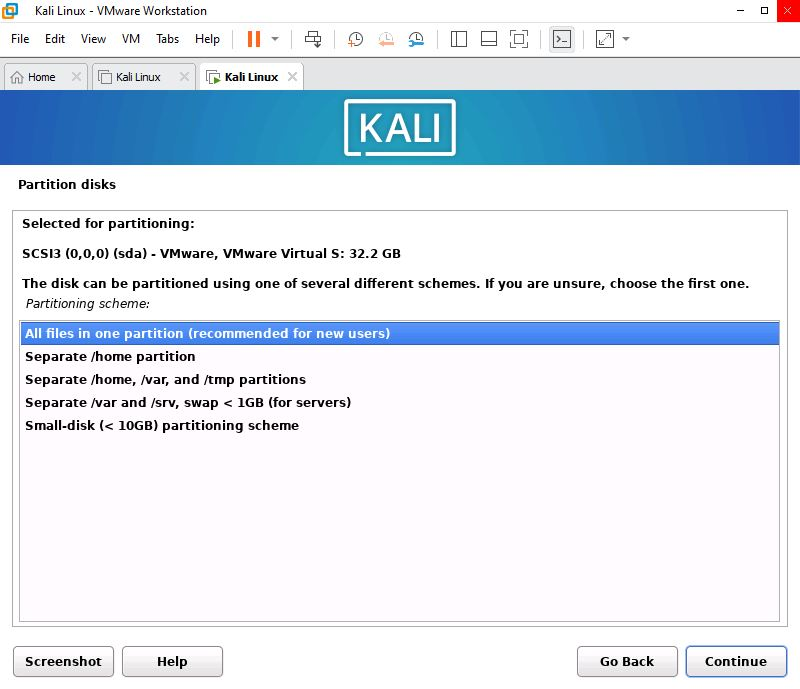 Kali Linux - VMware Workstation
File Edit View VM Tabs Help
Home Kali Linux Kali Linux
KALI
Partition disks
Selected for partitioning:
SCSI3 (0,0,0) (sda) - VMware, VMware Virtual S: 32.2 GB
The disk can be partitioned using one of several different schemes. If you are unsure, choose the first one.
Partitioning scheme:
All files in one partition (recommended for new users)
Separate /home partition
Separate /home, /var, and /tmp partitions
Separate /var and /srv, swap < 1GB (for servers)
Small-disk (< 10GB) partitioning scheme
Screenshot Help Go Back Continue